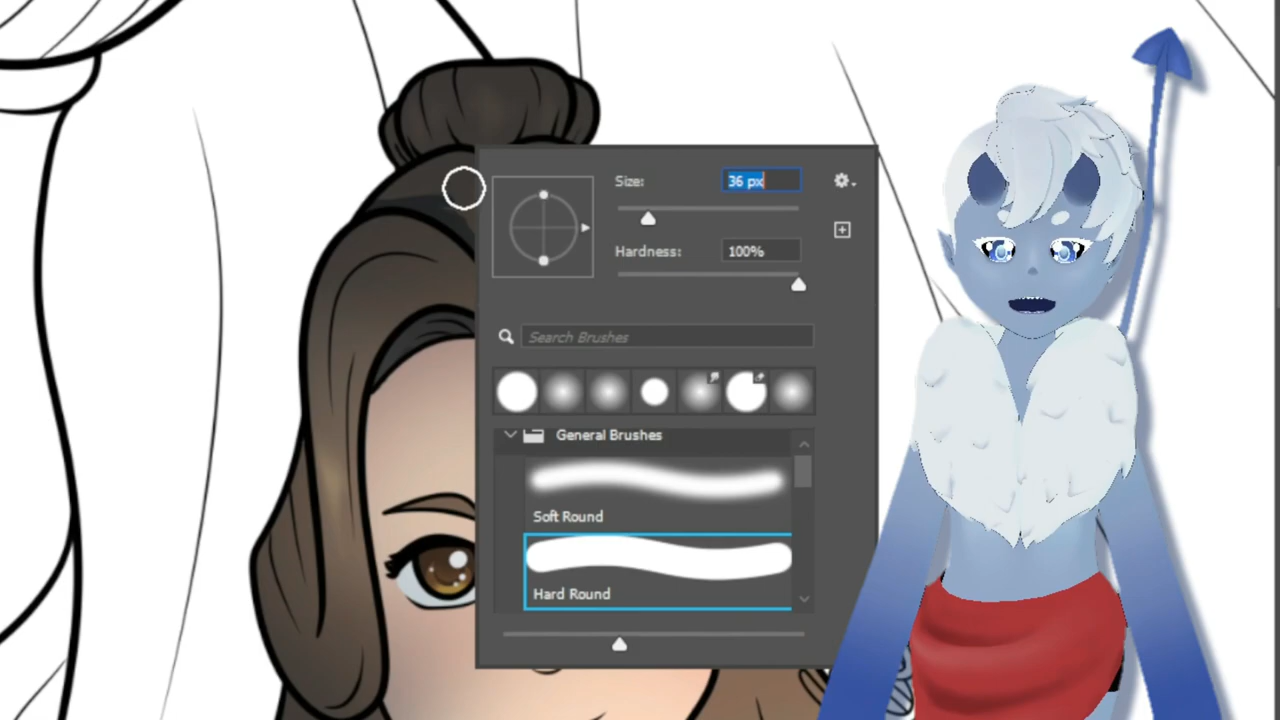 Size:
36 px
Hardness:
100%
Search Brushes
General Brushes
Soft Round
Hard Round